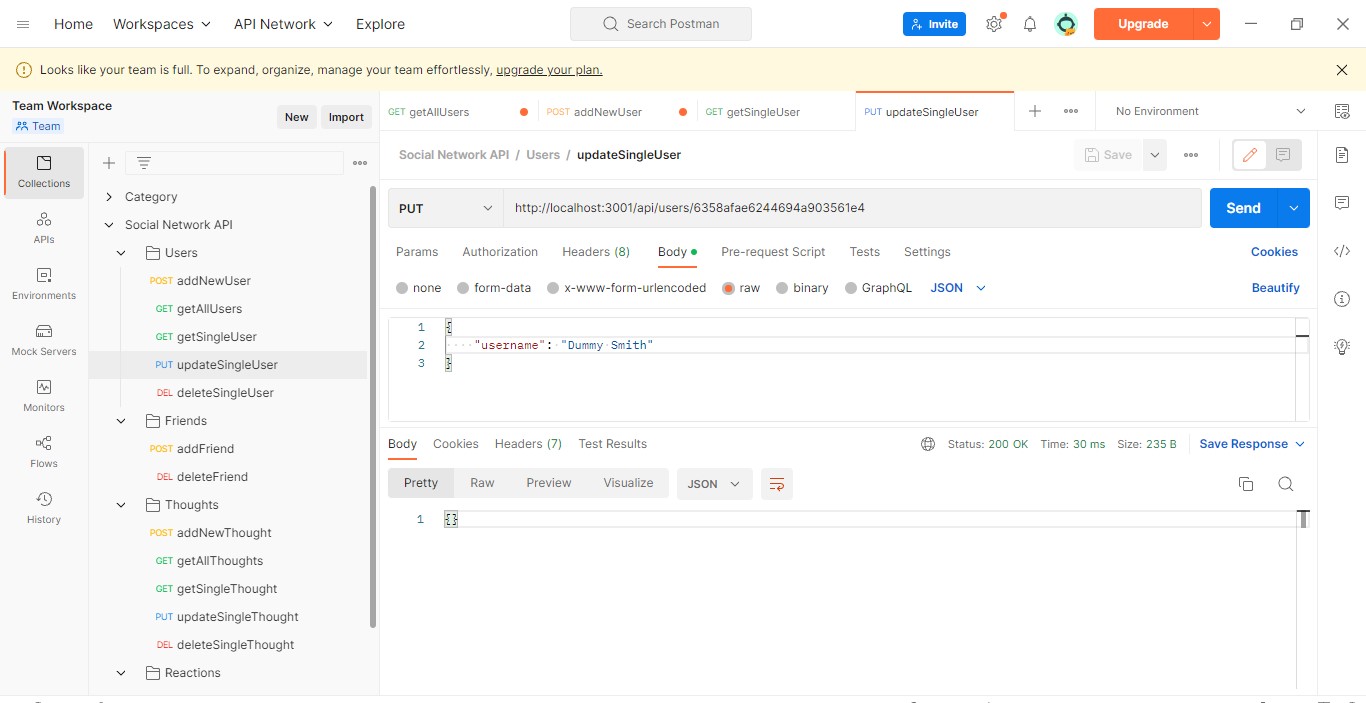 Home Workspaces API Network Explore Search Postman Invite Upgrade
Looks like your team is full. To expand, organize, manage your team effortlessly, upgrade your plan.
Team Workspace
Team
New Import
GET getAllUsers POST addNewUser GET getSingleUser PUT updateSingleUser No Environment
Social Network API / Users / updateSingleUser Save
Collections
APIs
Environments
Mock Servers
Monitors
Flows
History
Category
Social Network API
Users
POST addNewUser
GET getAllUsers
GET getSingleUser
PUT updateSingleUser
DEL deleteSingleUser
Friends
POST addFriend
DEL deleteFriend
Thoughts
POST addNewThought
GET getAllThoughts
GET getSingleThought
PUT updateSingleThought
DEL deleteSingleThought
Reactions
PUT http://localhost:3001/api/users/6358afae6244694a903561e4 Send
Params Authorization Headers (8) Body Pre-request Script Tests Settings Cookies
none form-data x-www-form-urlencoded raw binary GraphQL JSON Beautify
1 {
2 "username": "Dummy Smith"
3 }
Body Cookies Headers (7) Test Results Status: 200 OK Time: 30 ms Size: 235 B Save Response
Pretty Raw Preview Visualize JSON
1 {}